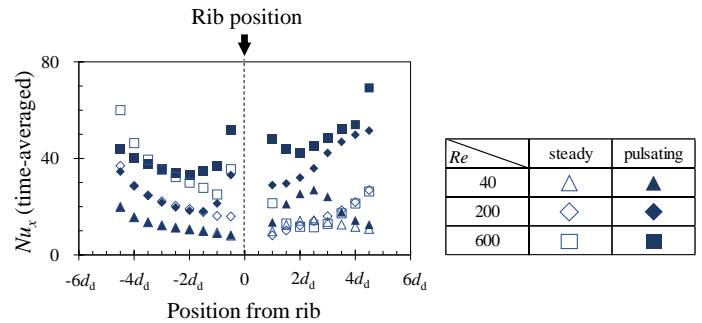 Rib position
80
40
0
Nu_x (time-averaged)
-6d_d -4d_d -2d_d 0 2d_d 4d_d 6d_d
Position from rib
Re steady pulsating
40 △ ▲
200 ◇ ◆
600 □ ■